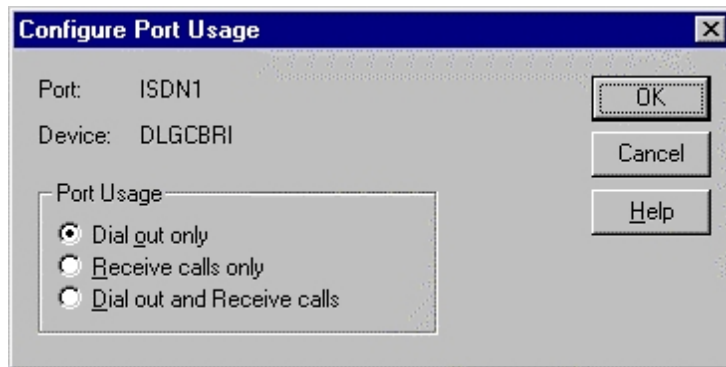 Configure Port Usage
Port: ISDN1
Device: DLGCBRI
Port Usage
Dial out only
Receive calls only
Dial out and Receive calls
OK
Cancel
Help